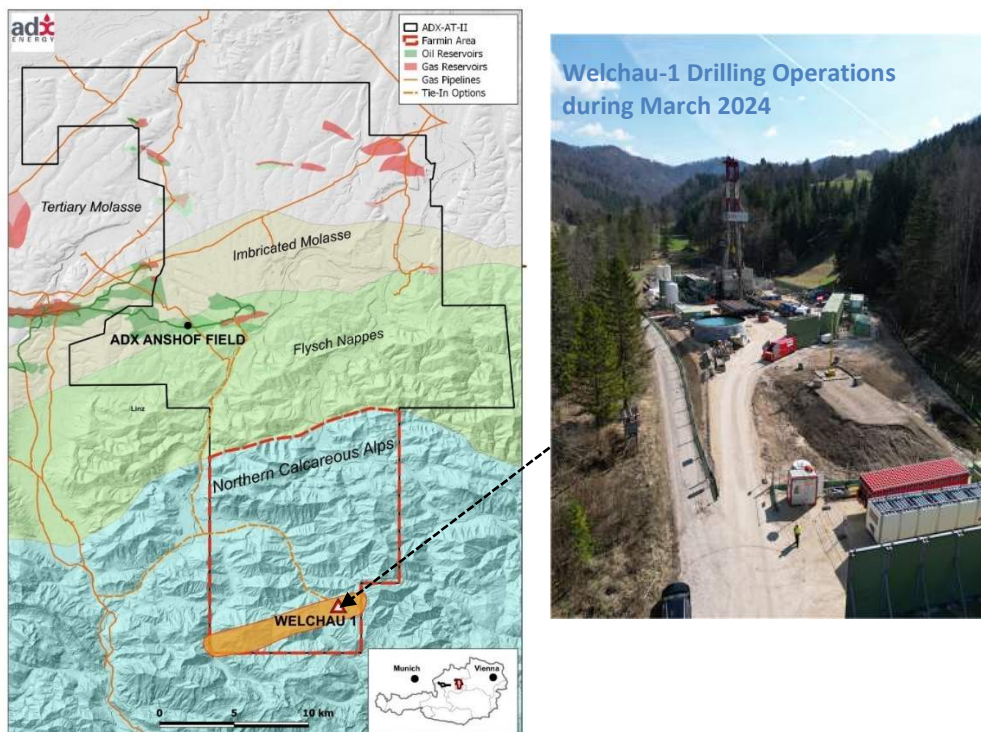 adx
ENERGY
ADX-AT-II
Farmin Area
Oil Reservoirs
Gas Reservoirs
Gas Pipelines
Tie-In Options
Tertiary Molasse
Imbricated Molasse
ADX ANSHOF FIELD
Flysch Nappes
Linz
Northern Calcareous Alps
WELCHAU 1
Munich
Vienna
0 5 10 km
Welchau-1 Drilling Operations
during March 2024